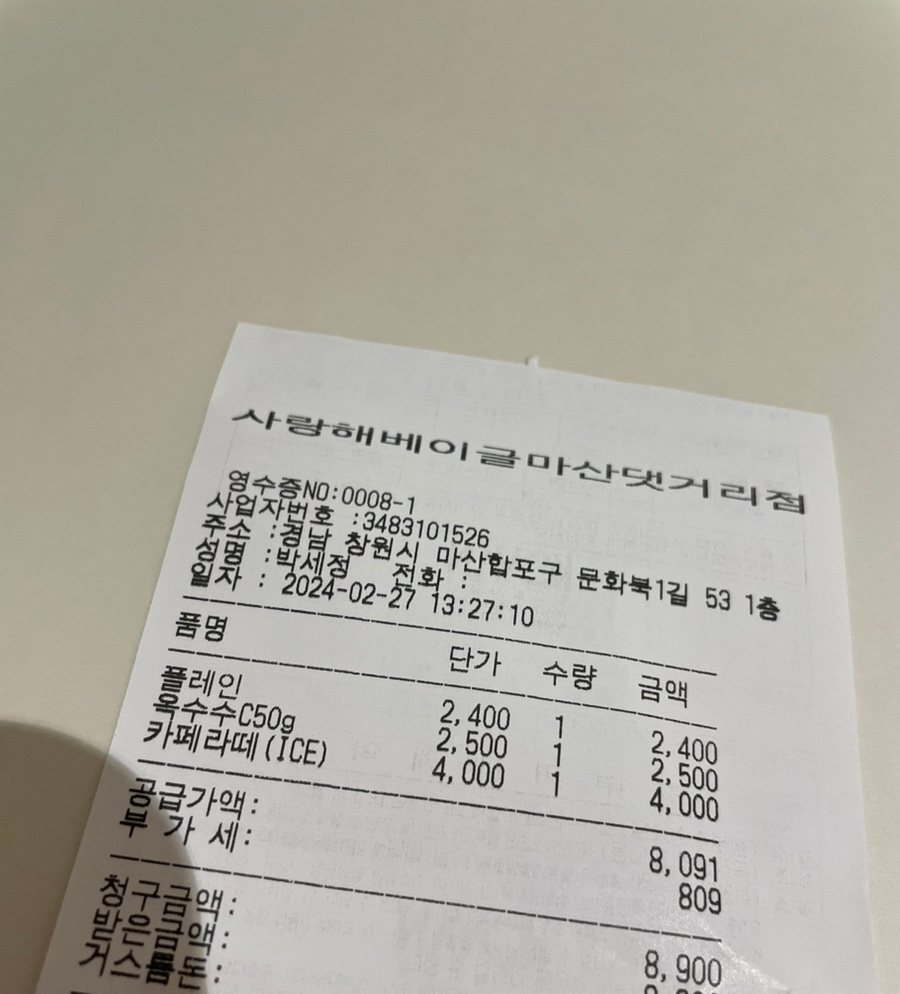 사랑해베이글마산댓거리점
영수증NO:0008-1
사업자번호 :3483101526
주소 :경남 창원시 마산합포구 문화북1길 53 1층
성명 :박세정 전화 :
일자 : 2024-02-27 13:27:10
품명 단가 수량 금액
플레인 2,400 1 2,400
옥수수C50g 2,500 1 2,500
카페라떼(ICE) 4,000 1 4,000
공급가액: 8,091
부 가 세: 809
청구금액: 8,900
받은금액:
거스름돈: